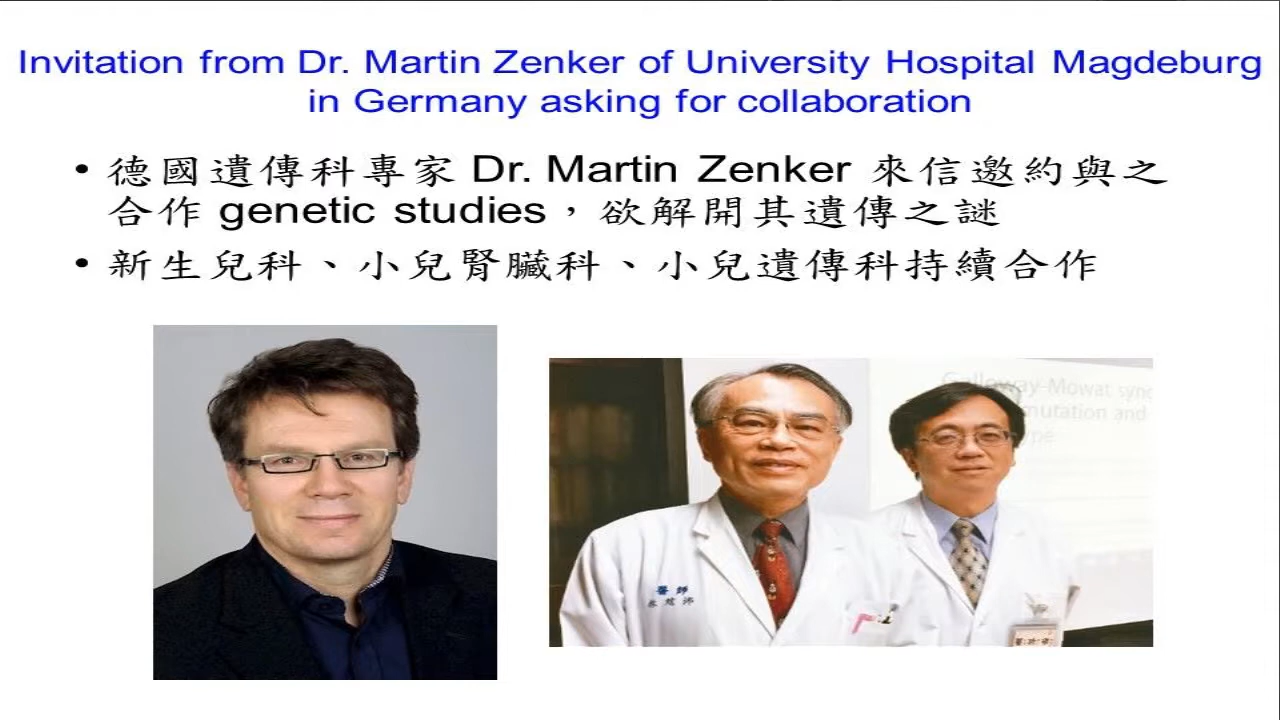 Invitation from Dr. Martin Zenker of University Hospital Magdeburg
in Germany asking for collaboration
• 德國遺傳科專家 Dr. Martin Zenker 來信邀約與之
合作 genetic studies，欲解開其遺傳之謎
• 新生兒科、小兒腎臟科、小兒遺傳科持續合作
Galloway-Mowat
mutation and
醫師